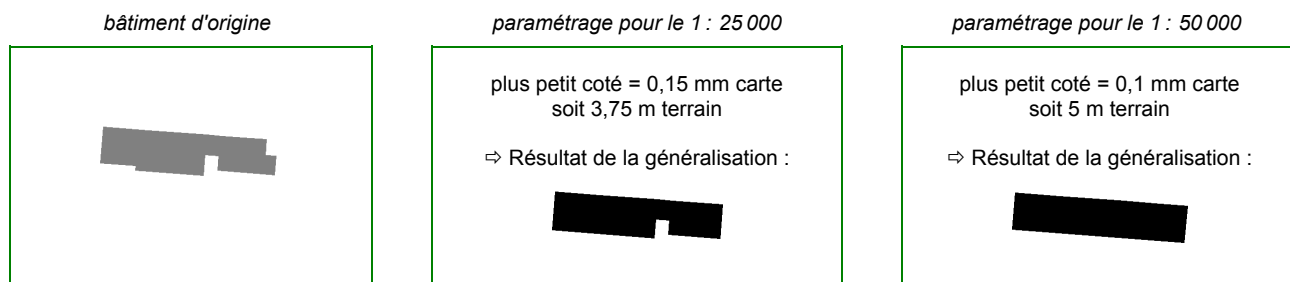 bâtiment d'origine
paramétrage pour le 1 : 25 000
plus petit coté = 0,15 mm carte
soit 3,75 m terrain
⇨ Résultat de la généralisation :
paramétrage pour le 1 : 50 000
plus petit coté = 0,1 mm carte
soit 5 m terrain
⇨ Résultat de la généralisation :